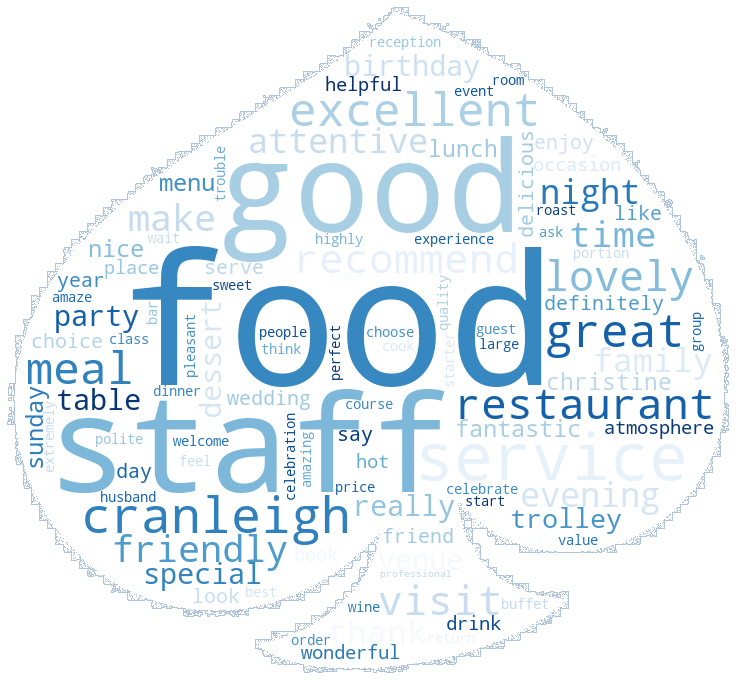 reception
birthday
helpful
room
event
excellent
attentive
lunch
delicious
enjoy
occasion
good
trouble
menu
night
make
roast
like
nice
wait
highly
experience
ask
time
place
serve
recommend
portion
year
amaze
sweet
lovely
bar
quality
definitely
party
class
pleasant
food
people
think
perfect
choose
cook
starter
guest
large
great
group
choice
meal
dessert
family
dinner
christine
table
wedding
course
restaurant
sunday
extremely
staff
polite
welcome
celebration
amazing
say
fantastic
atmosphere
feel
hot
service
day
husband
price
celebrate
start
evening
cranleigh
really
trolley
friendly
book
friend
value
special
venue
professional
look
best
wine
visit
buffet
drink
thank
return
order
wonderful